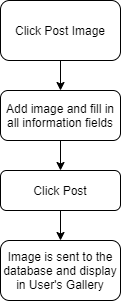 Click Post Image
Add image and fill in
all information fields
Click Post
Image is sent to the
database and display
in User's Gallery